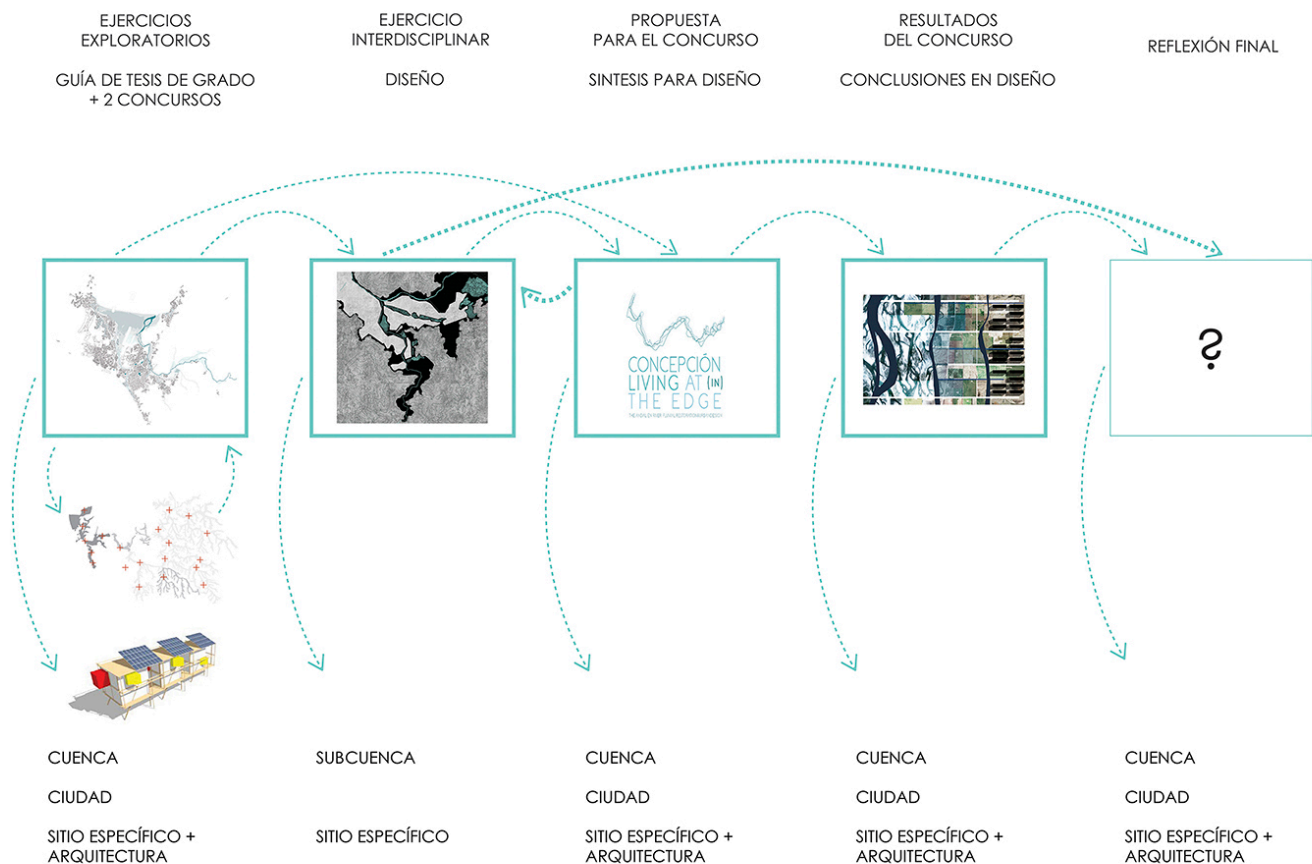 EJERCICIOS
EXPLORATORIOS
GUÍA DE TESIS DE GRADO
+ 2 CONCURSOS
EJERCICIO
INTERDISCIPLINAR
DISEÑO
PROPUESTA
PARA EL CONCURSO
SINTESIS PARA DISEÑO
RESULTADOS
DEL CONCURSO
CONCLUSIONES EN DISEÑO
REFLEXIÓN FINAL
CONCEPCIÓN
LIVING AT (IN)
THE EDGE
?
CUENCA
CIUDAD
SITIO ESPECÍFICO +
ARQUITECTURA
SUBCUENCA
SITIO ESPECÍFICO
CUENCA
CIUDAD
SITIO ESPECÍFICO +
ARQUITECTURA
CUENCA
CIUDAD
SITIO ESPECÍFICO +
ARQUITECTURA
CUENCA
CIUDAD
SITIO ESPECÍFICO +
ARQUITECTURA